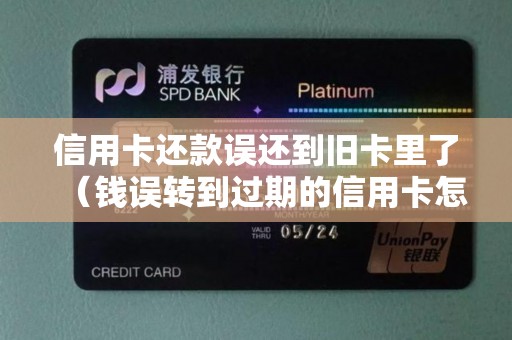 浦发银行
SPD BANK
Platinum
信用卡还款误还到旧卡里了
（钱误转到过期的信用卡怎
MONTH/YEAR
VALID THRU 05/24
UnionPay
银联
CREDIT CARD